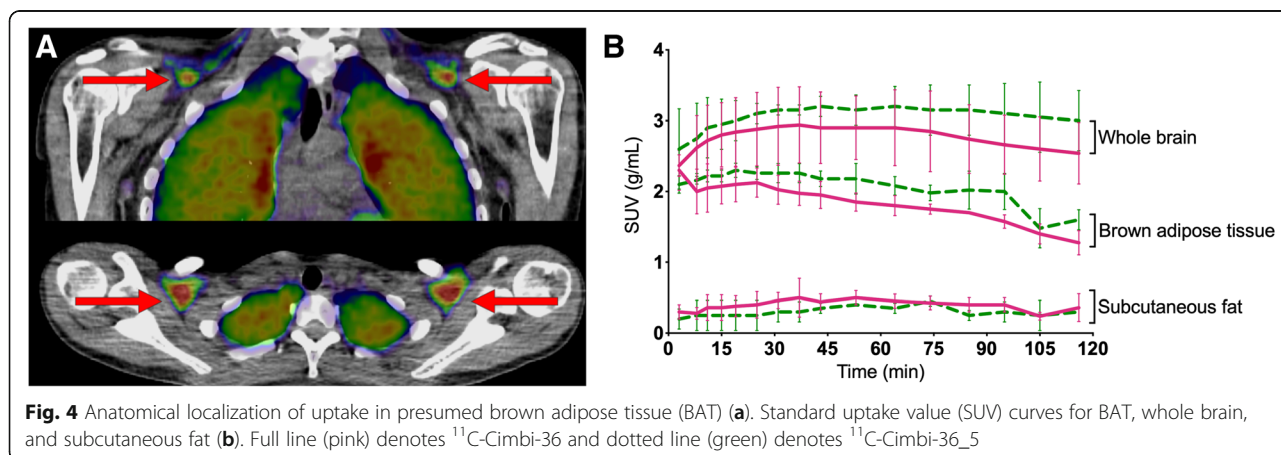 A
B
4
3
2
1
0
SUV (g/mL)
0 15 30 45 60 75 90 105 120
Time (min)
Whole brain
Brown adipose tissue
Subcutaneous fat
Fig. 4 Anatomical localization of uptake in presumed brown adipose tissue (BAT) (a). Standard uptake value (SUV) curves for BAT, whole brain,
and subcutaneous fat (b). Full line (pink) denotes ¹¹C-Cimbi-36 and dotted line (green) denotes ¹¹C-Cimbi-36_5